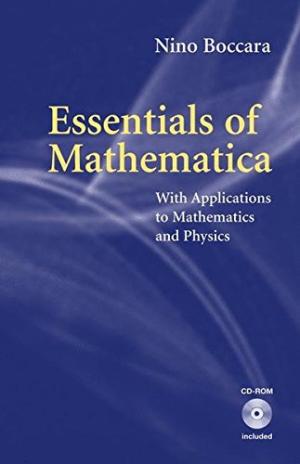 Nino Boccara
Essentials of
Mathematica
With Applications
to Mathematics
and Physics
CD-ROM
included